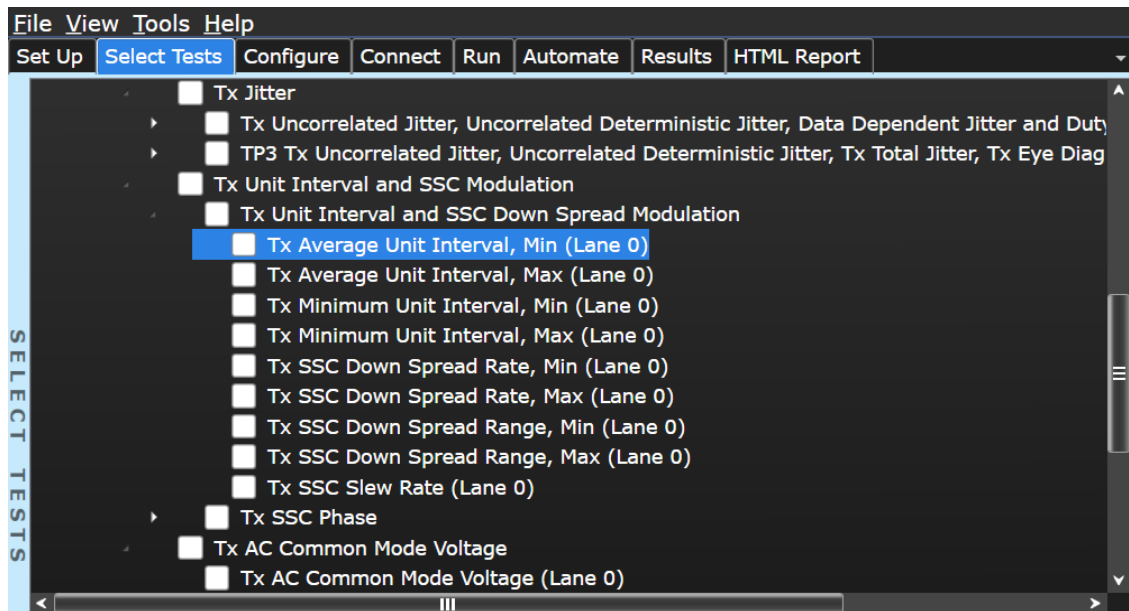 File View Tools Help
Set Up Select Tests Configure Connect Run Automate Results HTML Report
Tx Jitter
Tx Uncorrelated Jitter, Uncorrelated Deterministic Jitter, Data Dependent Jitter and Duty
TP3 Tx Uncorrelated Jitter, Uncorrelated Deterministic Jitter, Tx Total Jitter, Tx Eye Diag
Tx Unit Interval and SSC Modulation
Tx Unit Interval and SSC Down Spread Modulation
Tx Average Unit Interval, Min (Lane 0)
Tx Average Unit Interval, Max (Lane 0)
Tx Minimum Unit Interval, Min (Lane 0)
Tx Minimum Unit Interval, Max (Lane 0)
Tx SSC Down Spread Rate, Min (Lane 0)
Tx SSC Down Spread Rate, Max (Lane 0)
Tx SSC Down Spread Range, Min (Lane 0)
Tx SSC Down Spread Range, Max (Lane 0)
Tx SSC Slew Rate (Lane 0)
Tx SSC Phase
Tx AC Common Mode Voltage
Tx AC Common Mode Voltage (Lane 0)
SELECT TESTS